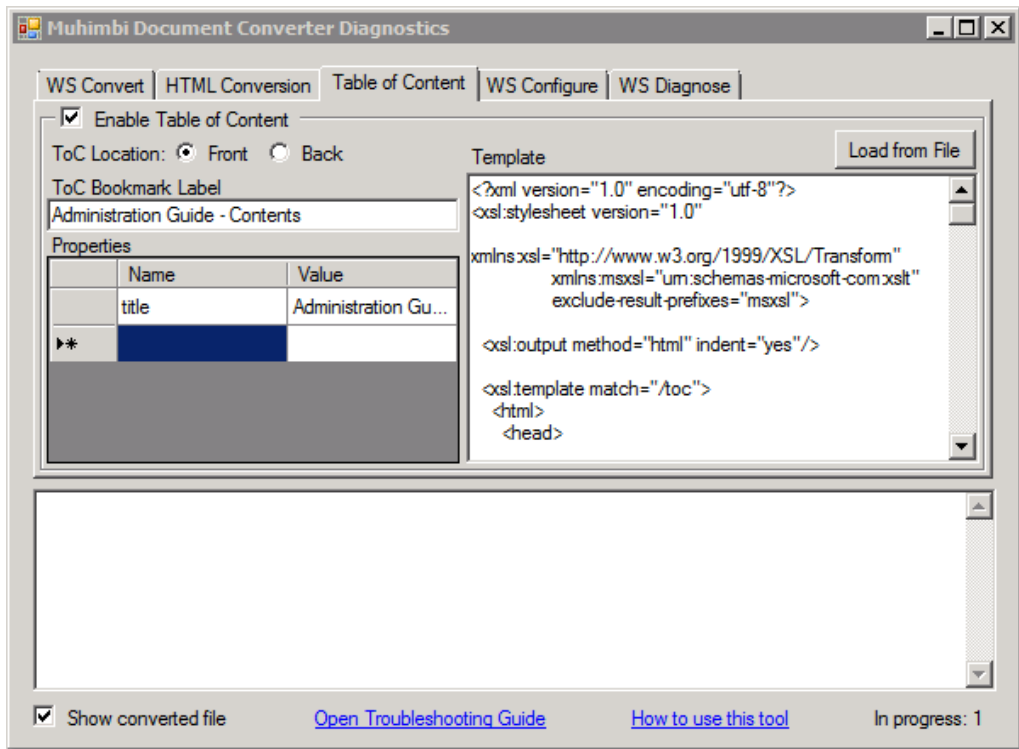 Muhimbi Document Converter Diagnostics
WS Convert HTML Conversion Table of Content WS Configure WS Diagnose
Enable Table of Content
ToC Location: Front Back
ToC Bookmark Label
Administration Guide - Contents
Properties
Name Value
title Administration Gu...
Template
Load from File
<?xml version="1.0" encoding="utf-8"?>
<xsl:stylesheet version="1.0"
xmlns:xsl="http://www.w3.org/1999/XSL/Transform"
xmlns:msxsl="urn:schemas-microsoft-com:xslt"
exclude-result-prefixes="msxsl">
<xsl:output method="html" indent="yes"/>
<xsl:template match="/toc">
<html>
<head>
Show converted file
Open Troubleshooting Guide
How to use this tool
In progress: 1